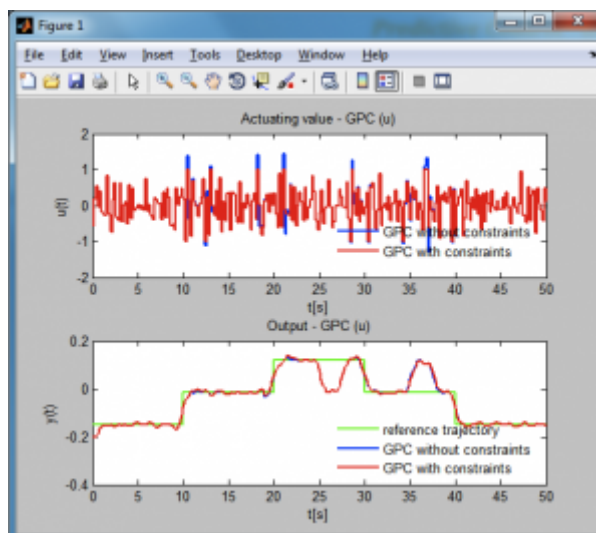 Figure 1
File Edit View Insert Tools Desktop Window Help
Actuating value - GPC (u)
2
1
0
-1
-2
u(t)
GPC without constraints
GPC with constraints
0 5 10 15 20 25 30 35 40 45 50
t[s]
Output - GPC (u)
0.2
0
-0.2
-0.4
y(t)
reference trajectory
GPC without constraints
GPC with constraints
0 5 10 15 20 25 30 35 40 45 50
t[s]